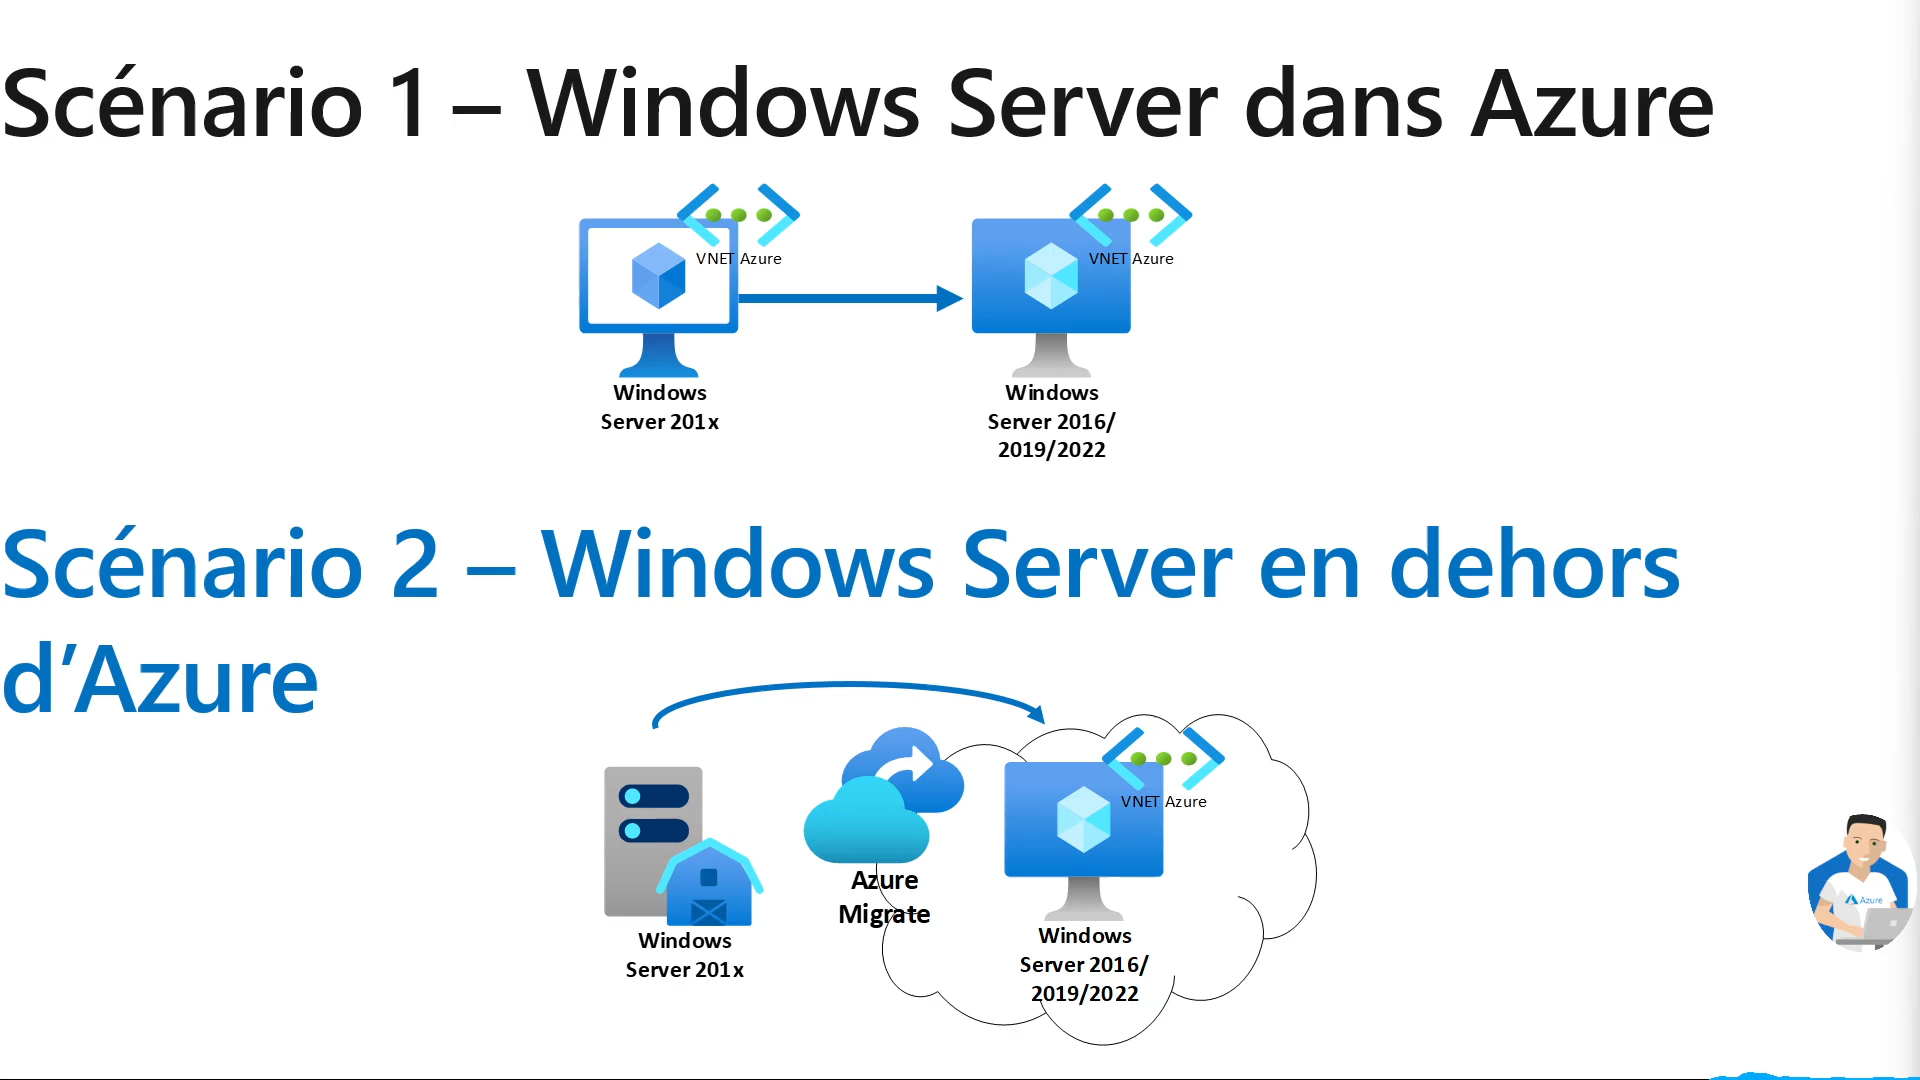 Scénario 1 – Windows Server dans Azure
VNET Azure
VNET Azure
Windows
Server 201x
Windows
Server 2016/
2019/2022
Scénario 2 – Windows Server en dehors
d’Azure
VNET Azure
Azure
Migrate
Windows
Server 201x
Windows
Server 2016/
2019/2022
Azure